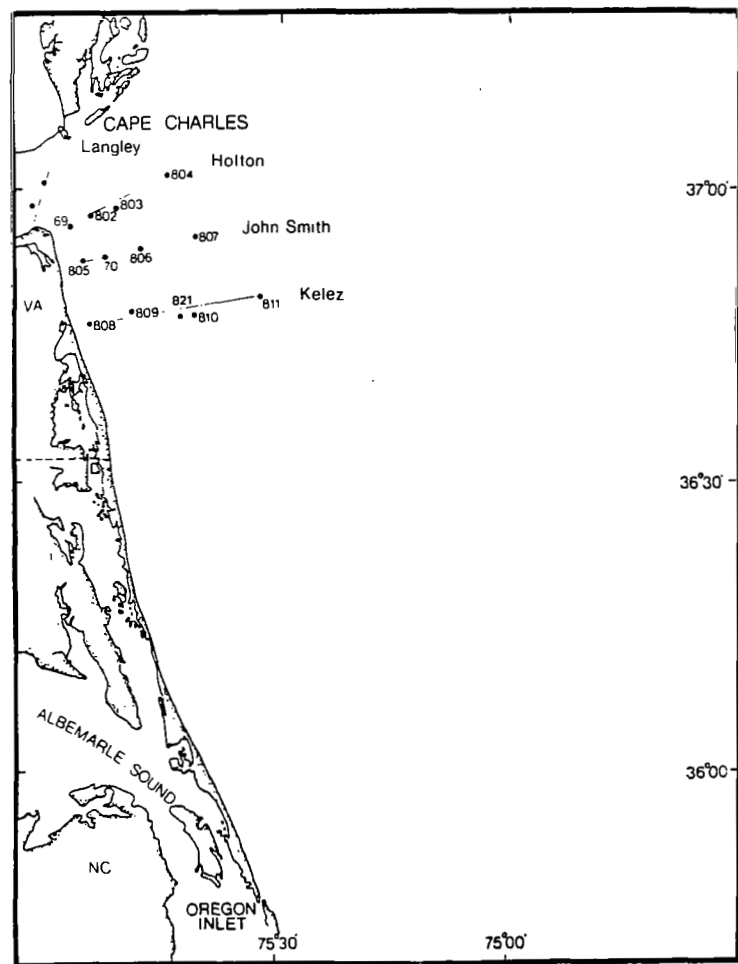 CAPE CHARLES
Langley
Holton
804
37°00'
803
802
69
John Smith
807
806
70
805
VA
Kelez
821
811
809
810
808
36°30'
ALBEMARLE SOUND
36°00'
NC
OREGON
INLET
75°30'
75°00'